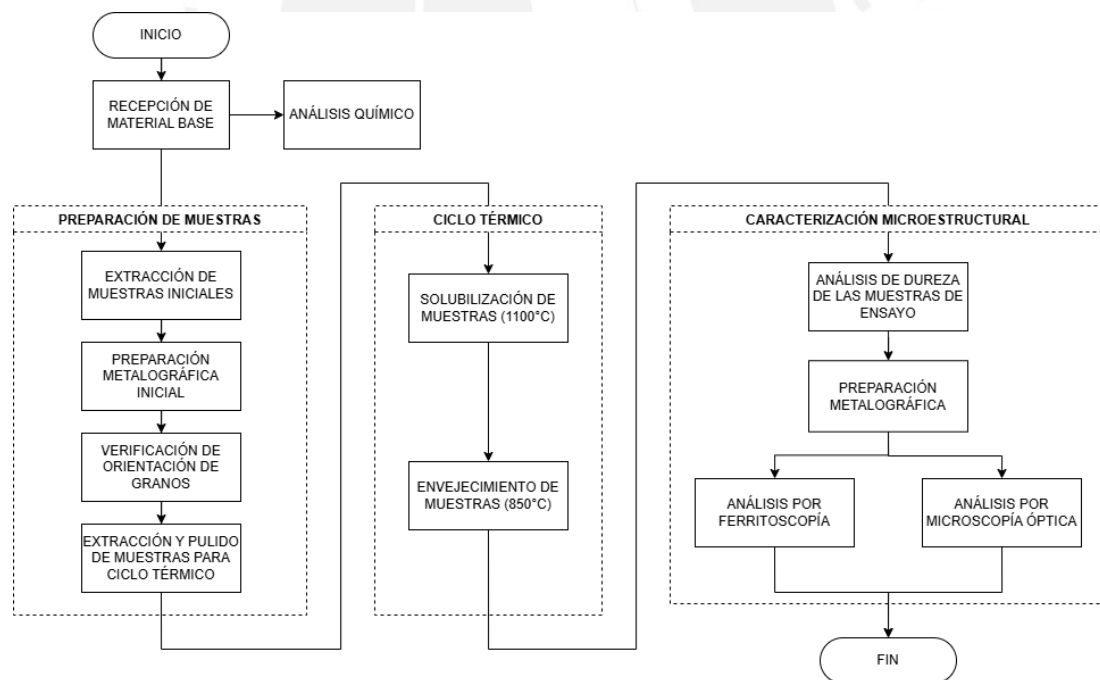 INICIO
RECEPCIÓN DE
MATERIAL BASE
ANÁLISIS QUÍMICO
PREPARACIÓN DE MUESTRAS
EXTRACCIÓN DE
MUESTRAS INICIALES
PREPARACIÓN
METALOGRÁFICA
INICIAL
VERIFICACIÓN DE
ORIENTACIÓN DE
GRANOS
EXTRACCIÓN Y PULIDO
DE MUESTRAS PARA
CICLO TÉRMICO
CICLO TÉRMICO
SOLUBILIZACIÓN DE
MUESTRAS (1100°C)
ENVEJECIMIENTO DE
MUESTRAS (850°C)
CARACTERIZACIÓN MICROESTRUCTURAL
ANÁLISIS DE DUREZA
DE LAS MUESTRAS DE
ENSAYO
PREPARACIÓN
METALOGRÁFICA
ANÁLISIS POR
FERRITOSCOPÍA
ANÁLISIS POR
MICROSCOPÍA ÓPTICA
FIN